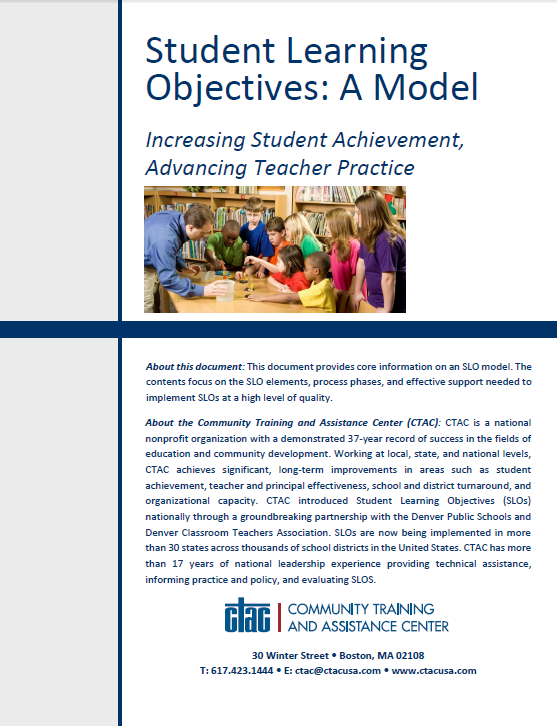 Student Learning
Objectives: A Model
Increasing Student Achievement,
Advancing Teacher Practice
About this document: This document provides core information on an SLO model. The
contents focus on the SLO elements, process phases, and effective support needed to
implement SLOs at a high level of quality.
About the Community Training and Assistance Center (CTAC): CTAC is a national
nonprofit organization with a demonstrated 37-year record of success in the fields of
education and community development. Working at local, state, and national levels,
CTAC achieves significant, long-term improvements in areas such as student
achievement, teacher and principal effectiveness, school and district turnaround, and
organizational capacity. CTAC introduced Student Learning Objectives (SLOs)
nationally through a groundbreaking partnership with the Denver Public Schools and
Denver Classroom Teachers Association. SLOs are now being implemented in more
than 30 states across thousands of school districts in the United States. CTAC has more
than 17 years of national leadership experience providing technical assistance,
informing practice and policy, and evaluating SLOS.
ctac COMMUNITY TRAINING
AND ASSISTANCE CENTER
30 Winter Street • Boston, MA 02108
T: 617.423.1444 • E: ctac@ctacusa.com • www.ctacusa.com